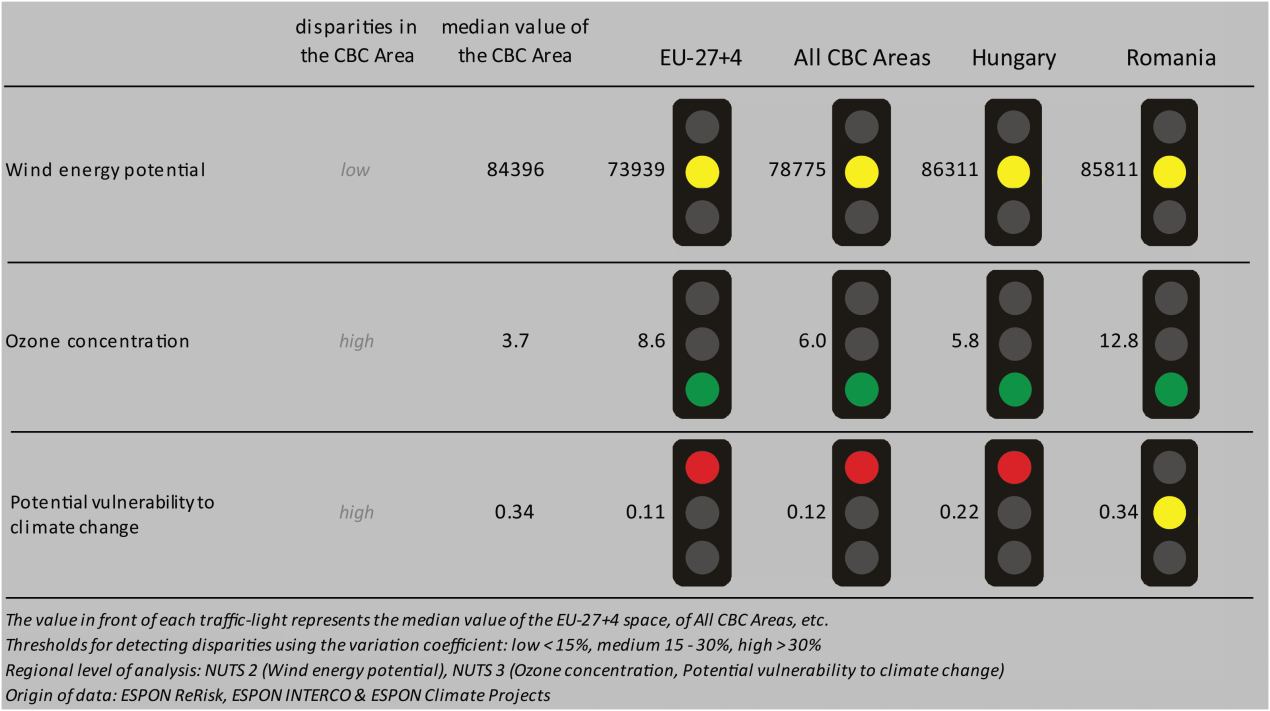 disparities in the CBC Area median value of the CBC Area EU-27+4 All CBC Areas Hungary Romania
Wind energy potential low 84396 73939 78775 86311 85811
Ozone concentration high 3.7 8.6 6.0 5.8 12.8
Potential vulnerability to climate change high 0.34 0.11 0.12 0.22 0.34
The value in front of each traffic-light represents the median value of the EU-27+4 space, of All CBC Areas, etc.
Thresholds for detecting disparities using the variation coefficient: low < 15%, medium 15 - 30%, high > 30%
Regional level of analysis: NUTS 2 (Wind energy potential), NUTS 3 (Ozone concentration, Potential vulnerability to climate change)
Origin of data: ESPON ReRisk, ESPON INTERCO & ESPON Climate Projects